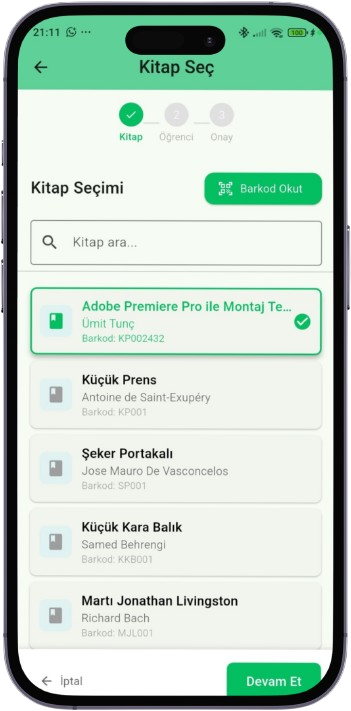 21:11
100
Kitap Seç
2 3
Kitap Öğrenci Onay
Kitap Seçimi
Barkod Okut
Kitap ara...
Adobe Premiere Pro ile Montaj Te...
Ümit Tunç
Barkod: KP002432
Küçük Prens
Antoine de Saint-Exupéry
Barkod: KP001
Şeker Portakalı
Jose Mauro De Vasconcelos
Barkod: SP001
Küçük Kara Balık
Samed Behrengi
Barkod: KKB001
Martı Jonathan Livingston
Richard Bach
Barkod: MJL001
İptal
Devam Et